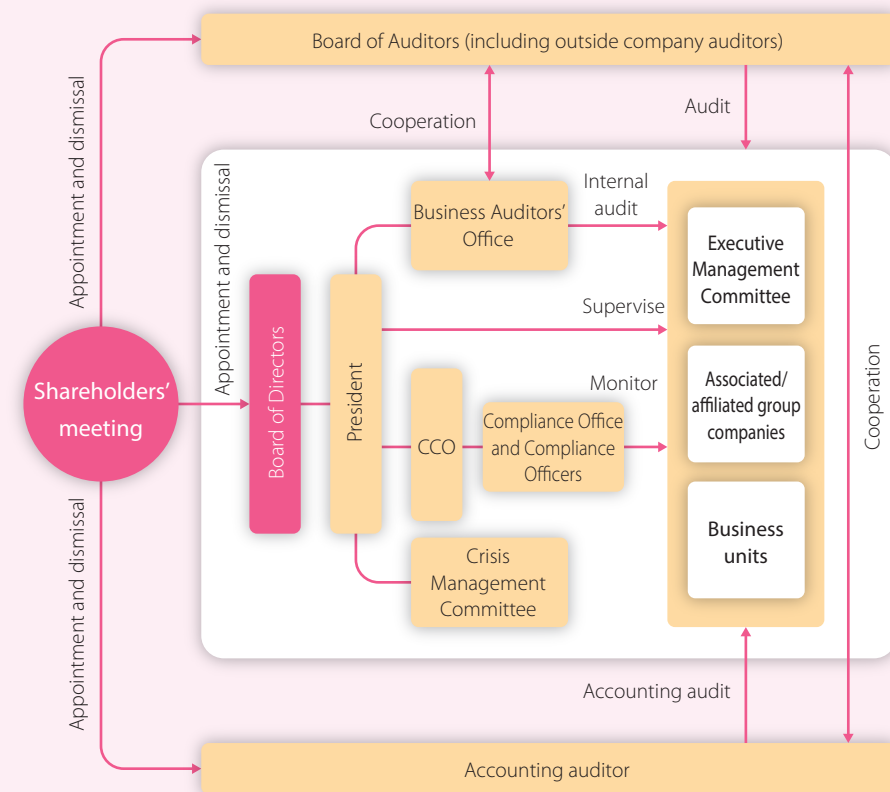 Board of Auditors (including outside company auditors)
Appointment and dismissal
Cooperation
Audit
Appointment and dismissal
Business Auditors’
Office
Internal
audit
Executive
Management
Committee
Supervise
Shareholders’
meeting
Board of Directors
President
Monitor
Associated/
affiliated group
companies
CCO
Compliance Office
and Compliance
Officers
Cooperation
Business
units
Crisis
Management
Committee
Appointment and dismissal
Accounting audit
Accounting auditor